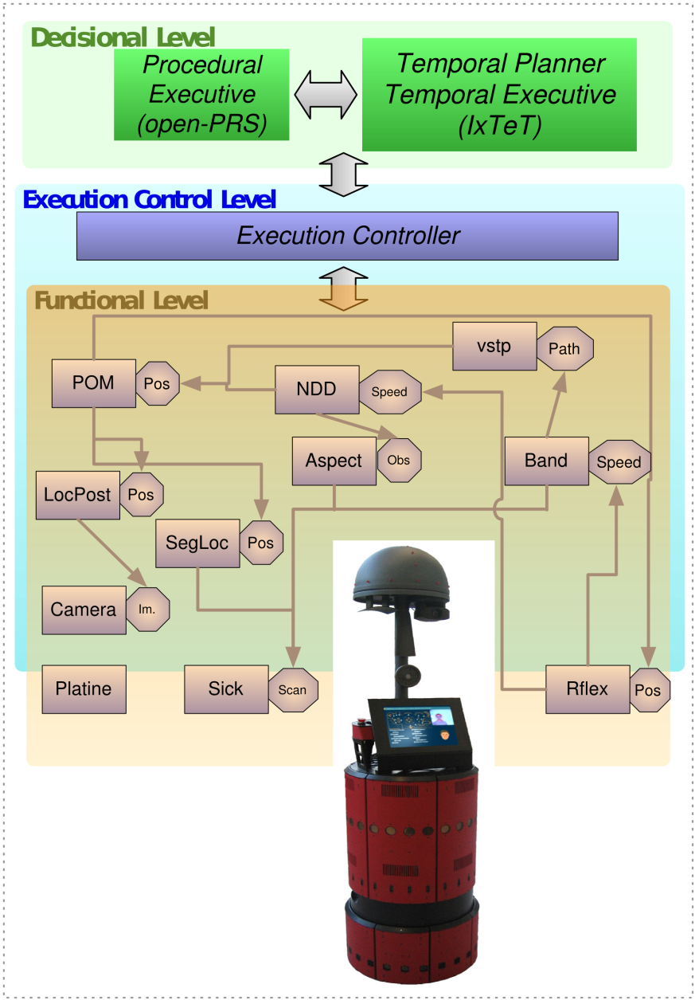 Decisional Level
Procedural
Executive
(open-PRS)
Temporal Planner
Temporal Executive
(IxTeT)
Execution Control Level
Execution Controller
Functional Level
vstp
Path
POM
Pos
NDD
Speed
Aspect
Obs
Band
Speed
LocPost
Pos
SegLoc
Pos
Camera
Im.
Platine
Sick
Scan
Rflex
Pos